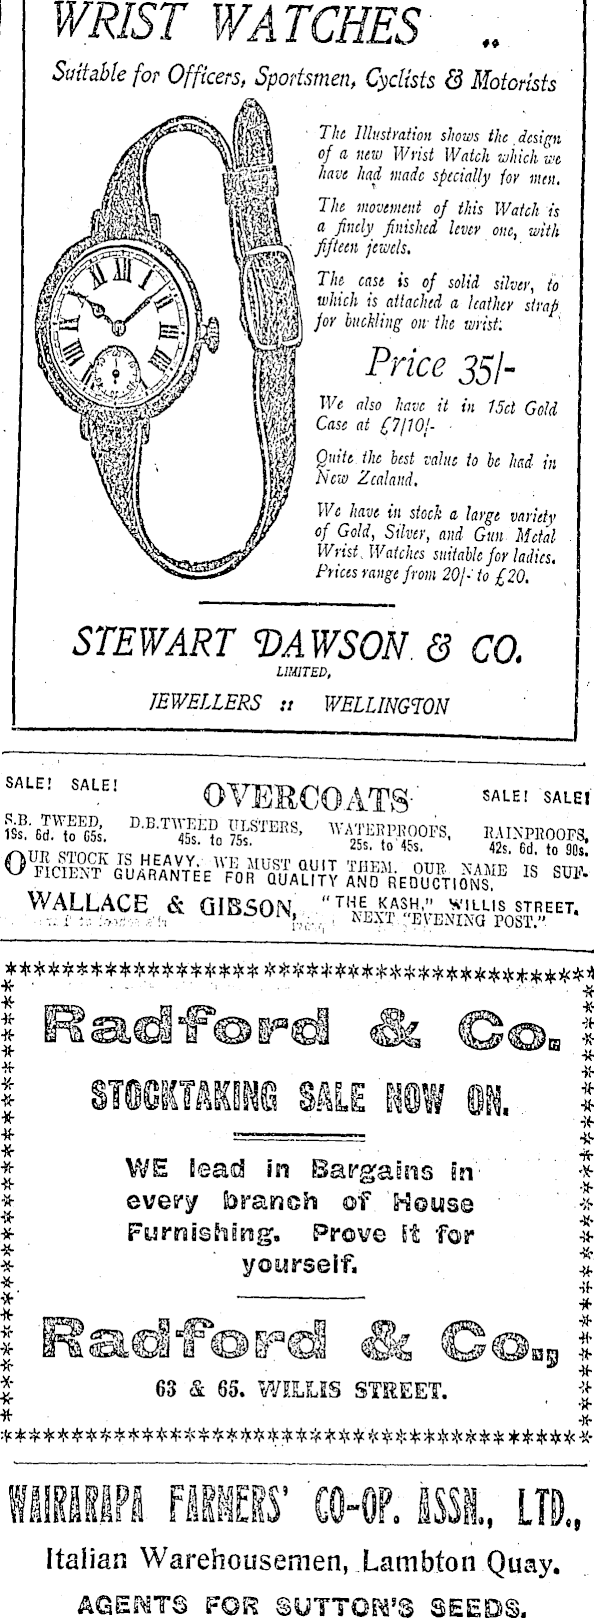 WRIST WATCHES ..
Suitable for Officers, Sportsmen, Cyclists & Motorists
The Illustration shows the design
of a new Wrist Watch which we
have had made specially for men.
The movement of this Watch is
a finely finished lever one, with
fifteen jewels.
The case is of solid silver, to
which is attached a leather strap
for buckling on the wrist.
Price 35/-
We also have it in 15ct Gold
Case at £7/10/-
Quite the best value to be had in
New Zealand.
We have in stock a large variety
of Gold, Silver, and Gun Metal
Wrist Watches suitable for ladies.
Prices range from 20/- to £20.
STEWART DAWSON & CO.
LIMITED,
JEWELLERS :: WELLINGTON
SALE! SALE! OVERCOATS SALE! SALE!
S.B. TWEED, D.B.TWEED ULSTERS, WATERPROOFS, RAINPROOFS,
19s. 6d. to 65s. 45s. to 75s. 25s. to 45s. 42s. 6d. to 90s.
OUR STOCK IS HEAVY. WE MUST QUIT THEM. OUR NAME IS SUF-
FICIENT GUARANTEE FOR QUALITY AND REDUCTIONS.
WALLACE & GIBSON, "THE KASH," WILLIS STREET,
NEXT "EVENING POST."
Radford & Co.
STOCKTAKING SALE NOW ON.
WE lead in Bargains in
every branch of House
Furnishing. Prove it for
yourself.
Radford & Co.,
63 & 65. WILLIS STREET.
WAIRARAPA FARMERS' CO-OP. ASSN., LTD.,
Italian Warehousemen, Lambton Quay.
AGENTS FOR SUTTON'S SEEDS.